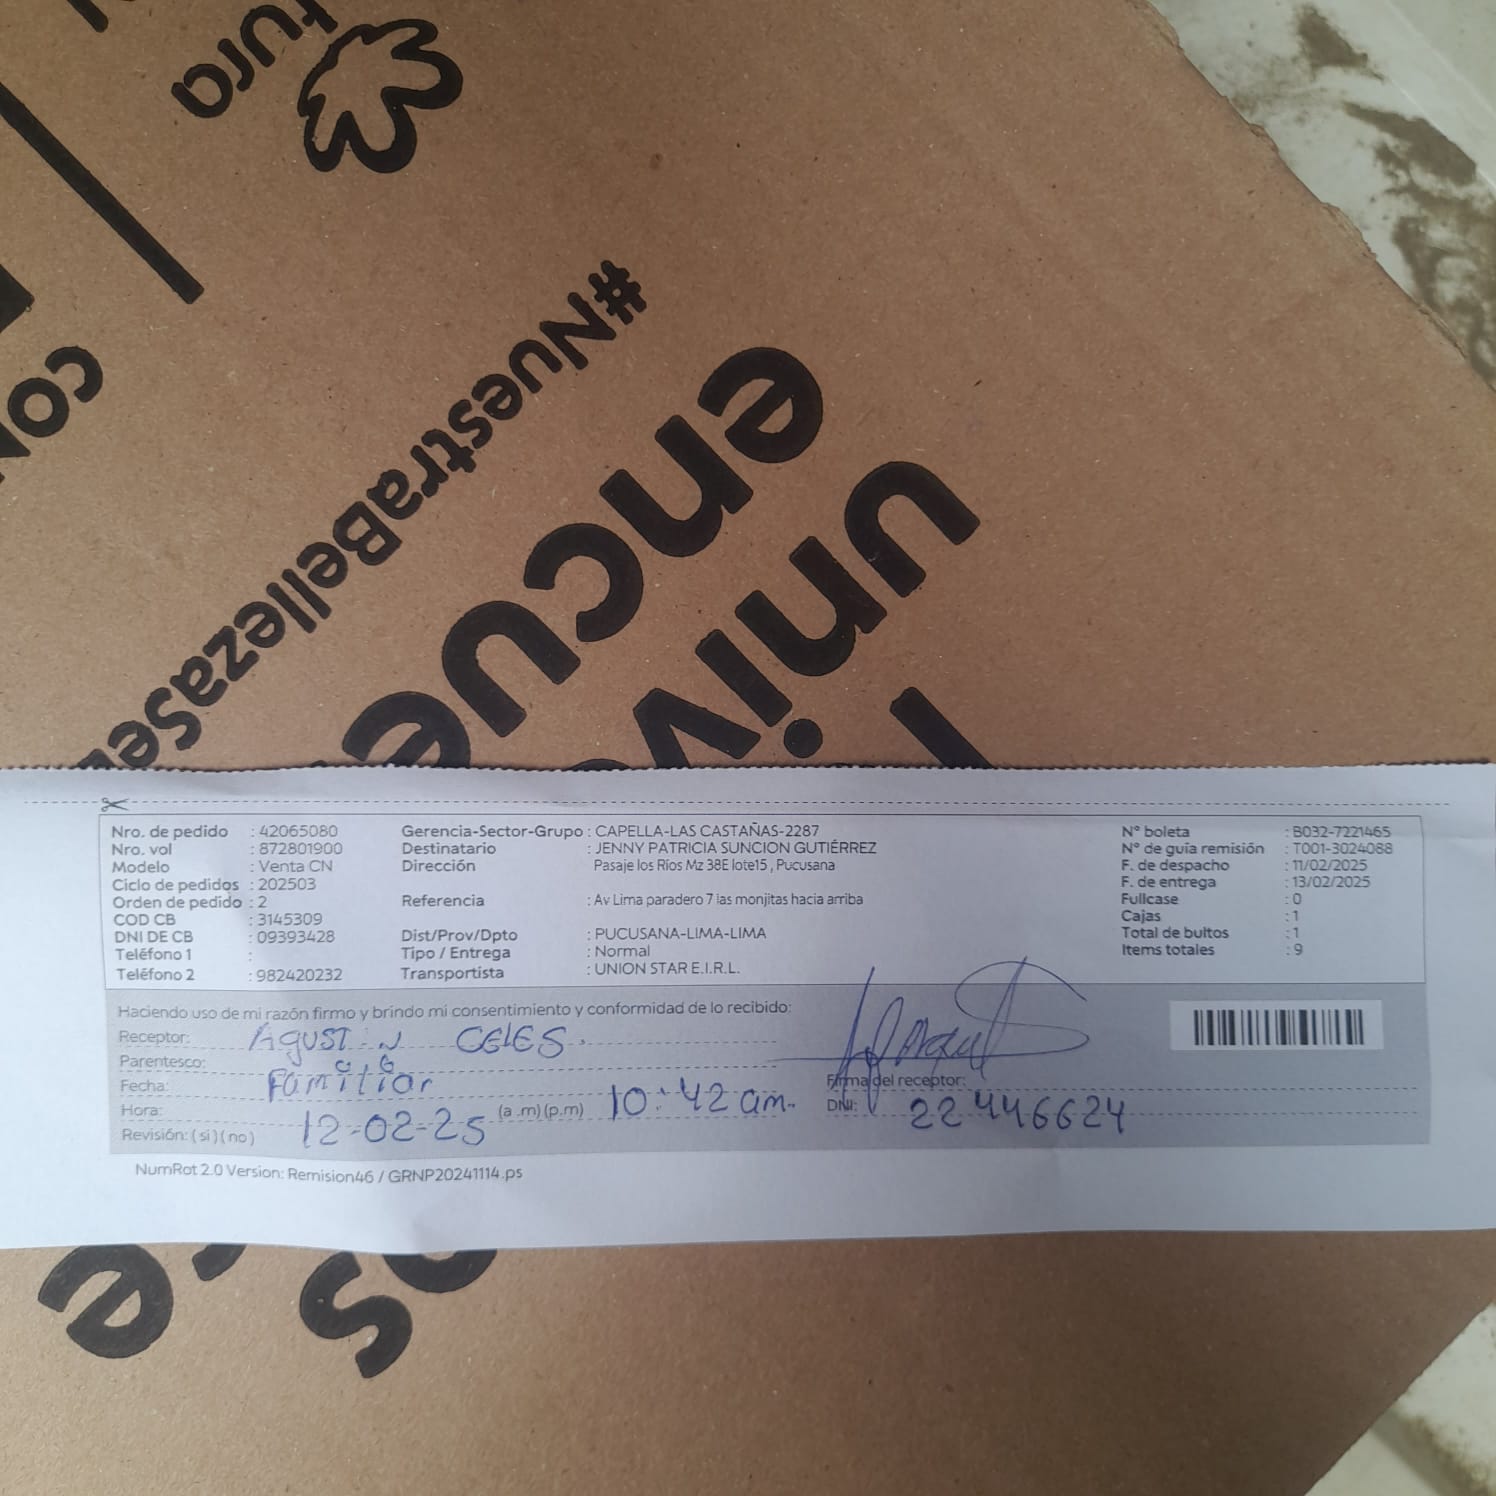 tura
#NuestraBellezaSe
con
encue
unive
Nro. de pedido : 42065080
Nro. vol : 872801900
Modelo : Venta CN
Ciclo de pedidos : 202503
Orden de pedido : 2
COD CB : 3145309
DNI DE CB : 09393428
Teléfono 1 :
Teléfono 2 : 982420232
Gerencia-Sector-Grupo : CAPELLA-LAS CASTAÑAS-2287
Destinatario : JENNY PATRICIA SUNCION GUTIÉRREZ
Dirección Pasaje los Ríos Mz 38E lote15 , Pucusana
Referencia : Av Lima paradero 7 las monjitas hacia arriba
Dist/Prov/Dpto : PUCUSANA-LIMA-LIMA
Tipo / Entrega : Normal
Transportista : UNION STAR E.I.R.L.
N° boleta : B032-7221465
N° de guía remisión : T001-3024088
F. de despacho : 11/02/2025
F. de entrega : 13/02/2025
Fullcase : 0
Cajas : 1
Total de bultos : 1
Items totales : 9
Haciendo uso de mi razón firmo y brindo mi consentimiento y conformidad de lo recibido:
Receptor: Agustin Celes
Parentesco:
Fecha: Familiar
Hora: 12-02-25 (a .m) (p.m) 10:42 am.
Revisión: ( si ) ( no )
Firma del receptor:
DNI: 22446624
NumRot 2.0 Version: Remision46 / GRNP20241114.ps